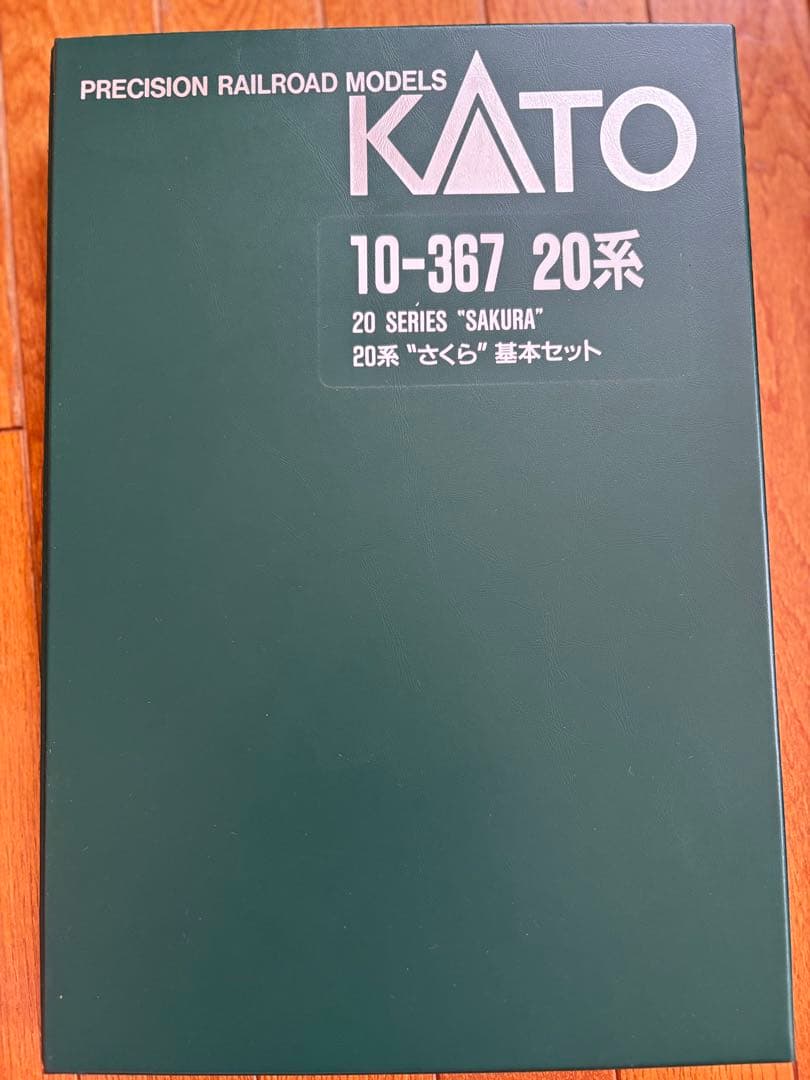 PRECISION RAILROAD MODELS
KATO
10-367 20系
20 SERIES "SAKURA"
20系 "さくら" 基本セット